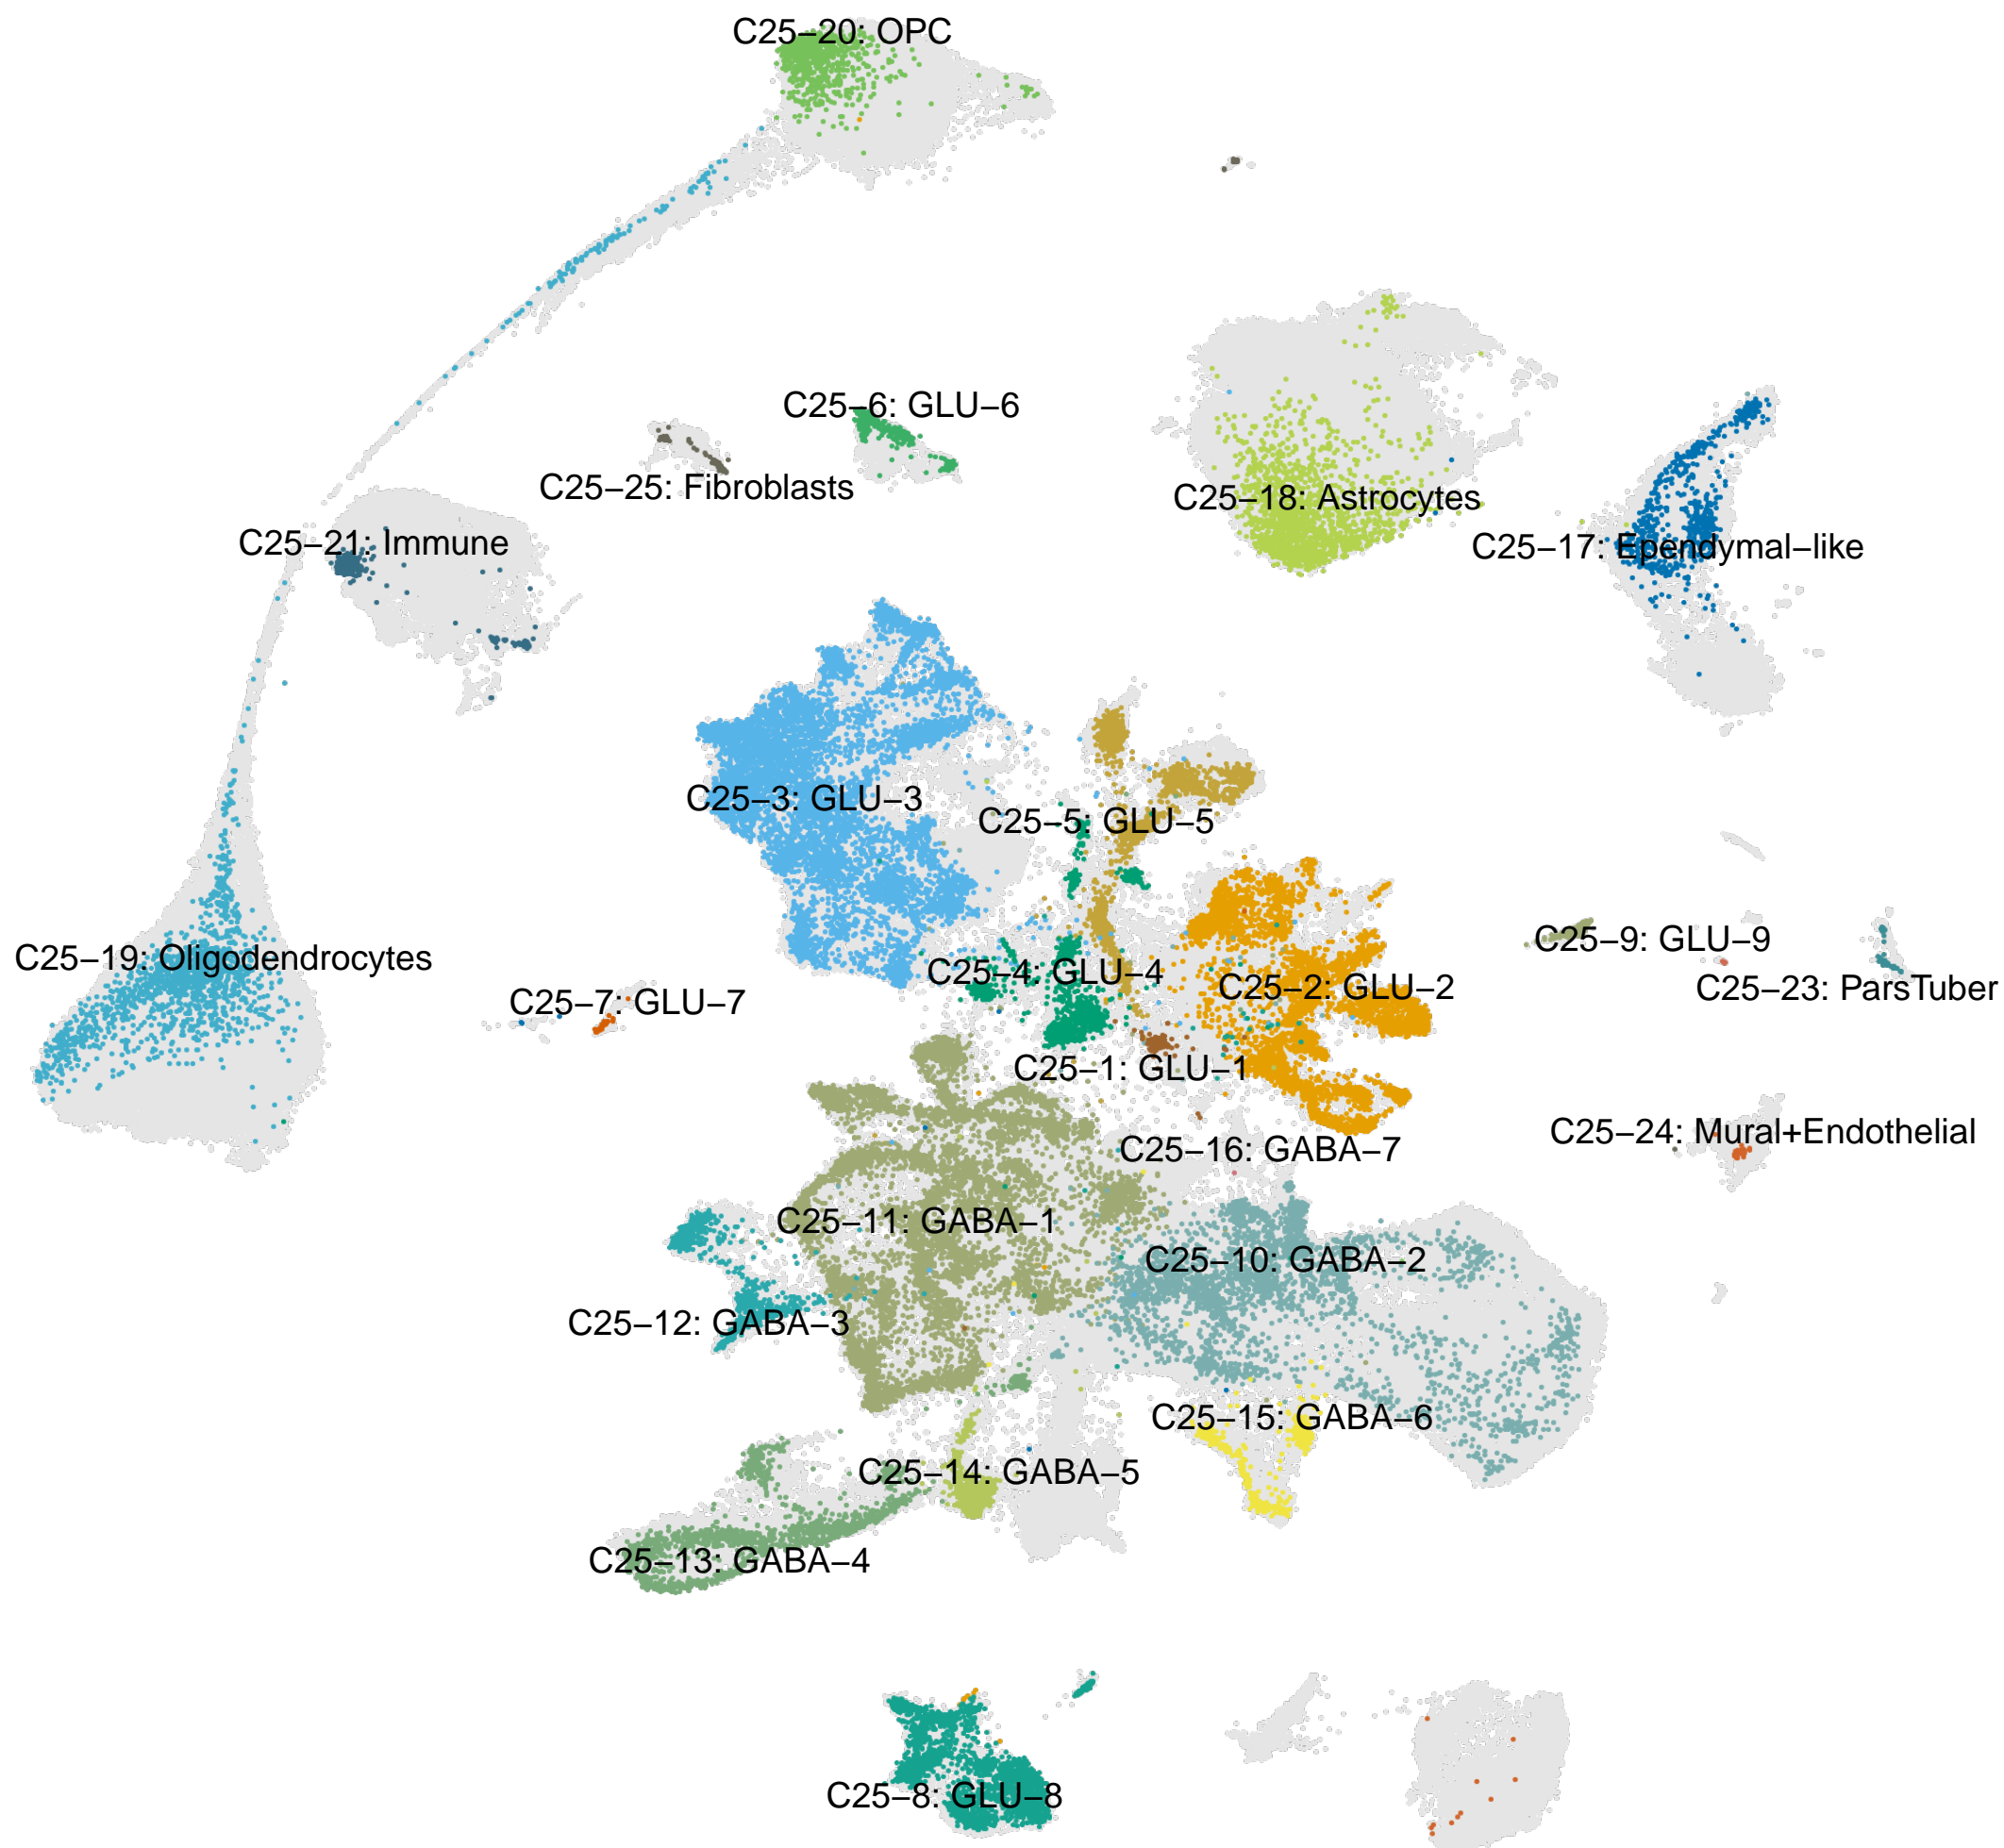 C25−20: OPC
C25−6: GLU−6
C25−25: Fibroblasts
C25−18: Astrocytes
C25−21: Immune
C25−17: Ependymal−like
C25−3: GLU−3
C25−5: GLU−5
C25−9: GLU−9
C25−19: Oligodendrocytes
C25−4: GLU−4
C25−2: GLU−2
C25−23: ParsTuber
C25−7: GLU−7
C25−1: GLU−1
C25−24: Mural+Endothelial
C25−16: GABA−7
C25−11: GABA−1
C25−10: GABA−2
C25−12: GABA−3
C25−15: GABA−6
C25−14: GABA−5
C25−13: GABA−4
C25−8: GLU−8